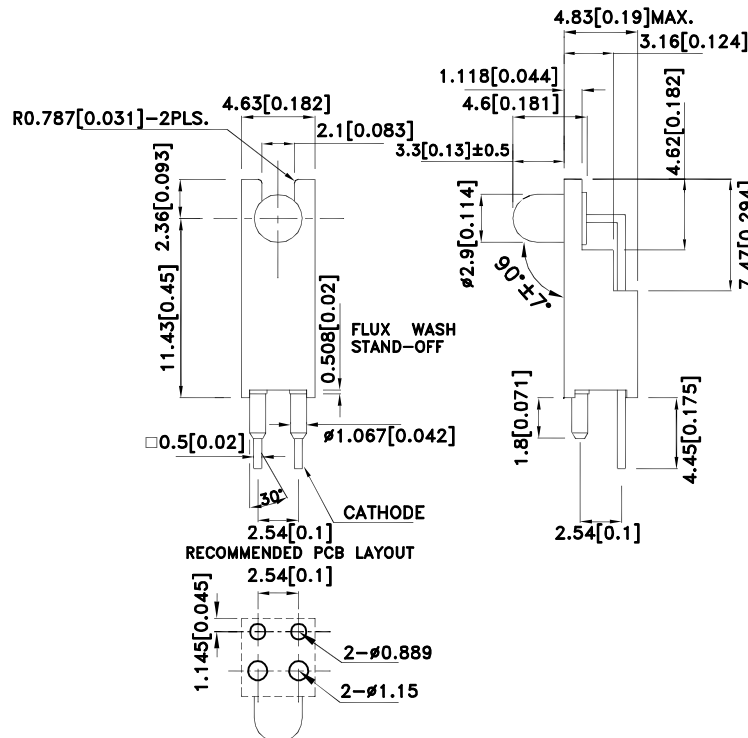 4.83[0.19]MAX.
3.16[0.124]
1.118[0.044]
4.6[0.181]
3.3[0.13]±0.5
4.62[0.182]
7.47[0.294]
ø2.9[0.114]
90°±7°
1.8[0.071]
4.45[0.175]
2.54[0.1]
4.63[0.182]
R0.787[0.031]-2PLS.
2.1[0.083]
2.36[0.093]
11.43[0.45]
0.508[0.02]
FLUX WASH
STAND-OFF
ø1.067[0.042]
□0.5[0.02]
30°
CATHODE
2.54[0.1]
RECOMMENDED PCB LAYOUT
2.54[0.1]
1.145[0.045]
2-ø0.889
2-ø1.15